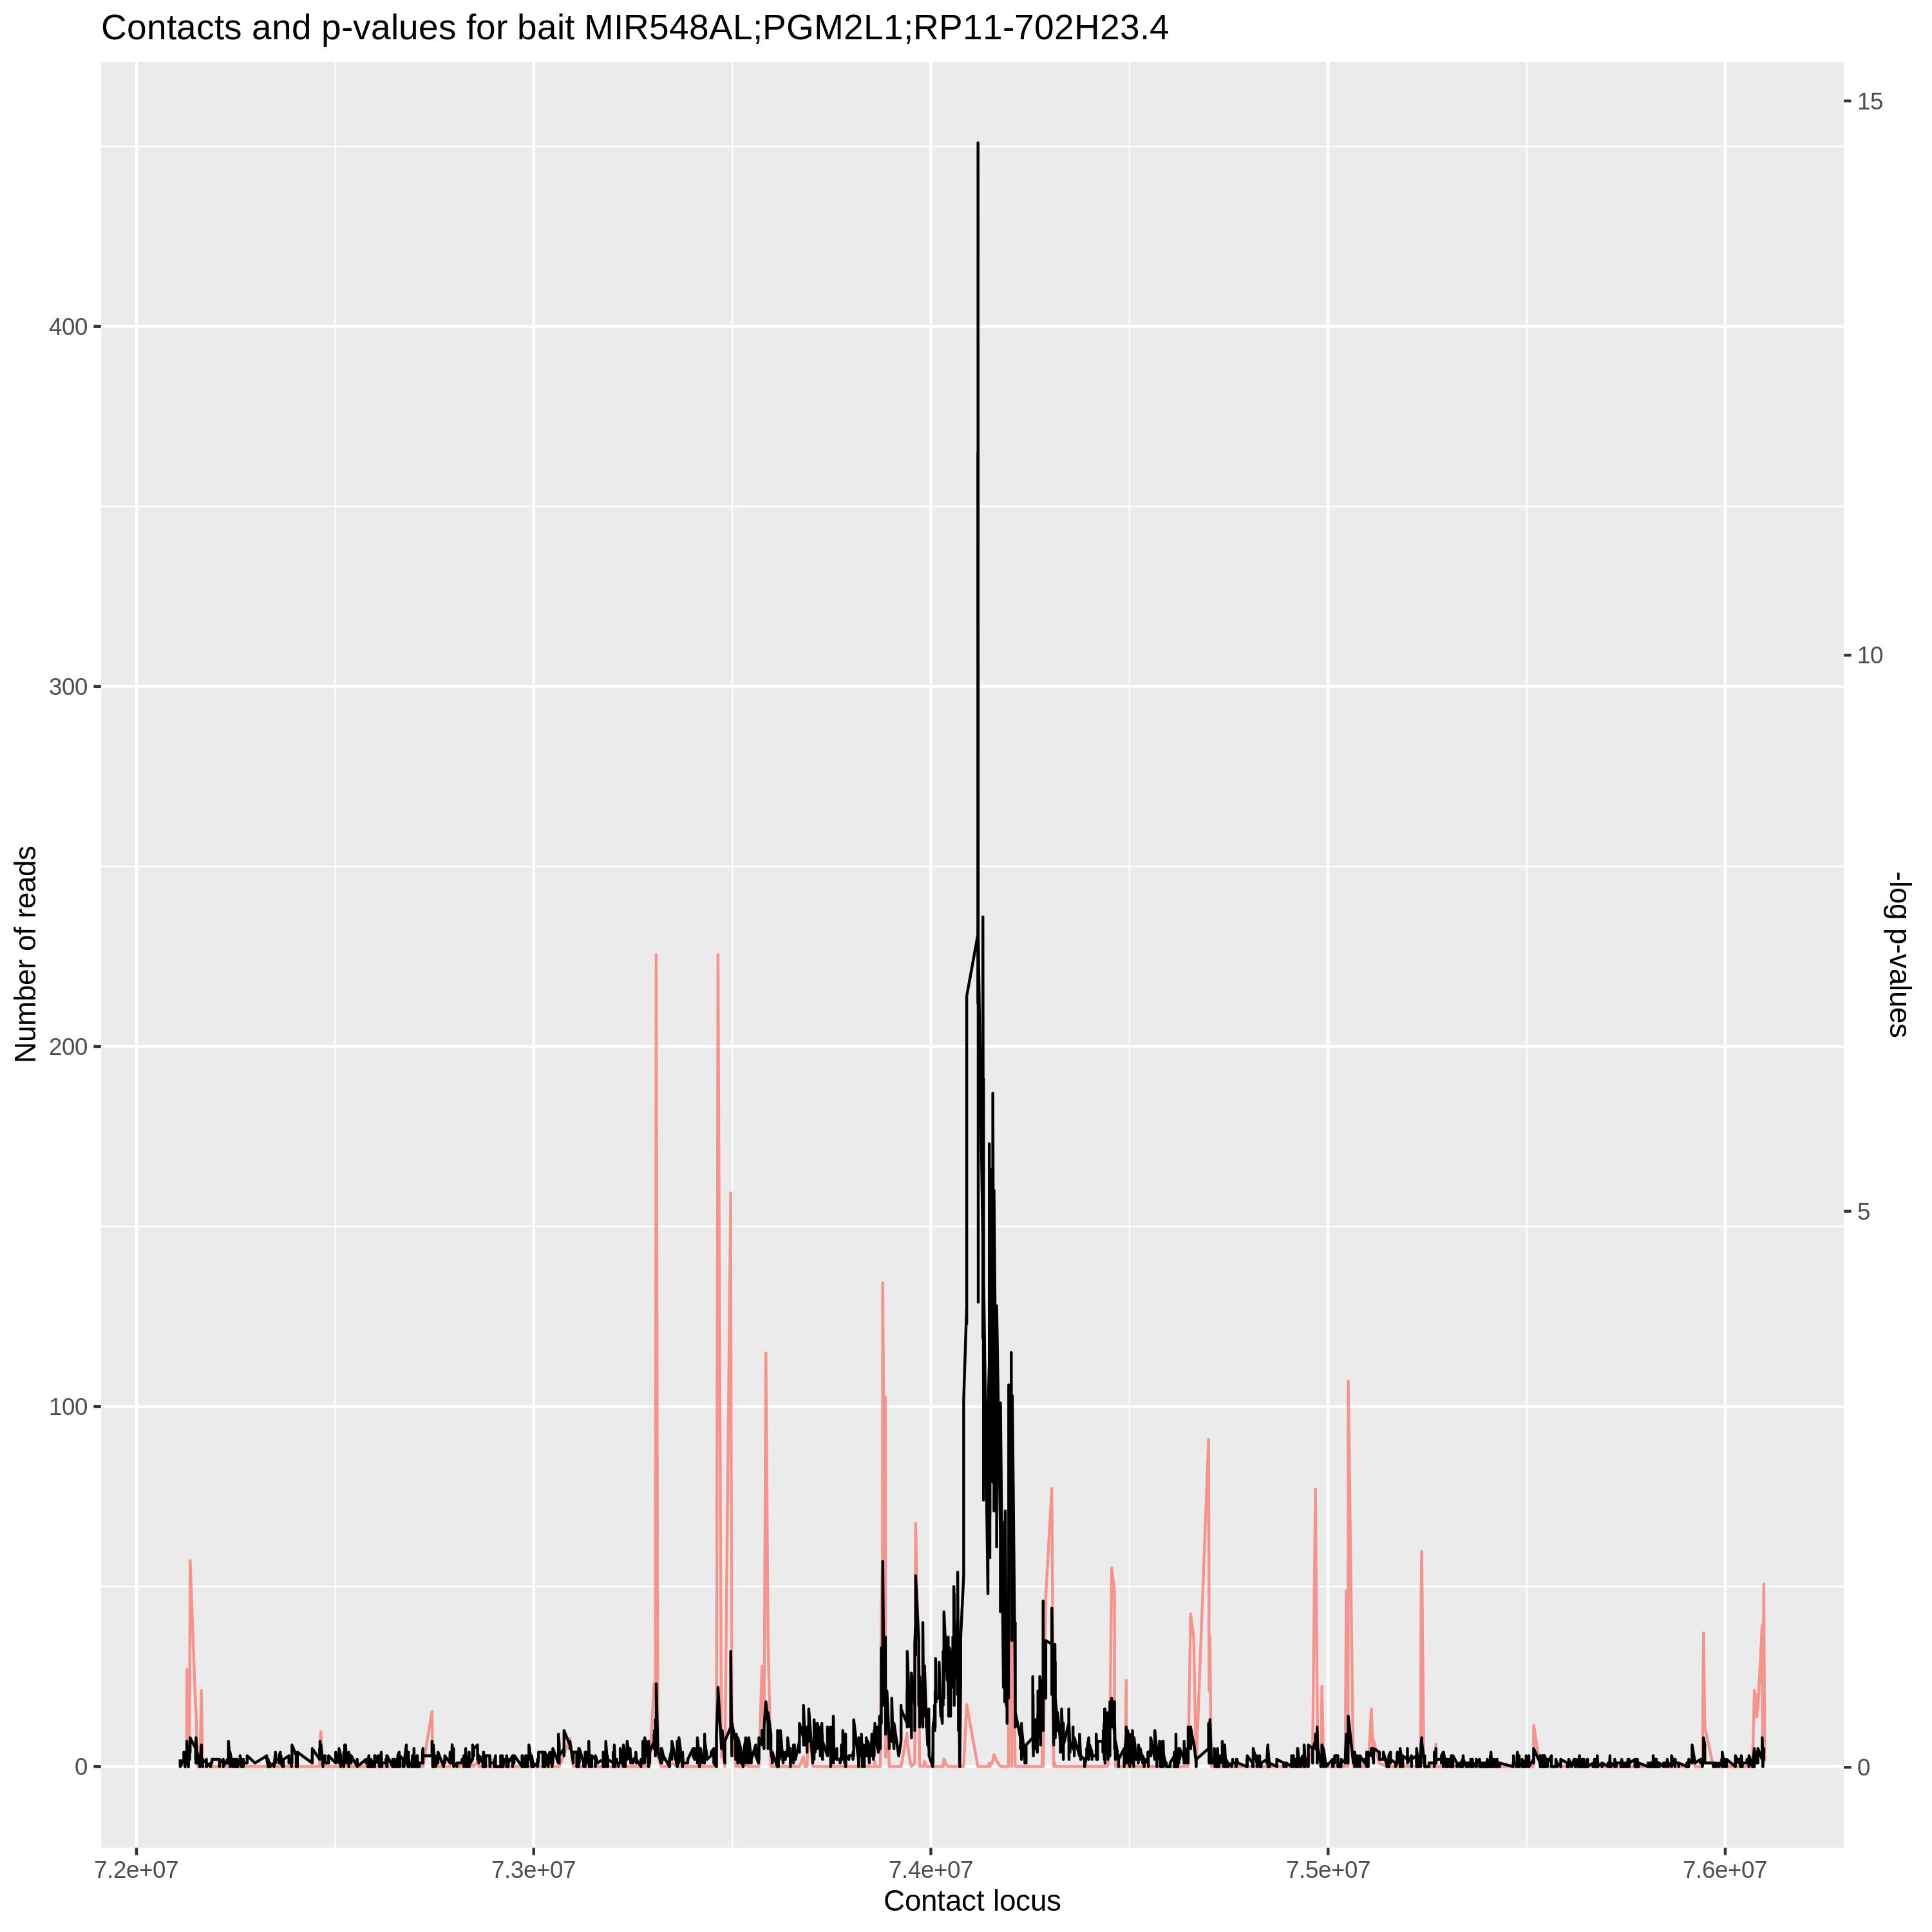 Contacts and p-values for bait MIR548AL;PGM2L1;RP11-702H23.4
15
400
10
300
Number of reads
-log p-values
200
5
100
0
0
7.2e+07 7.3e+07 7.4e+07 7.5e+07 7.6e+07
Contact locus